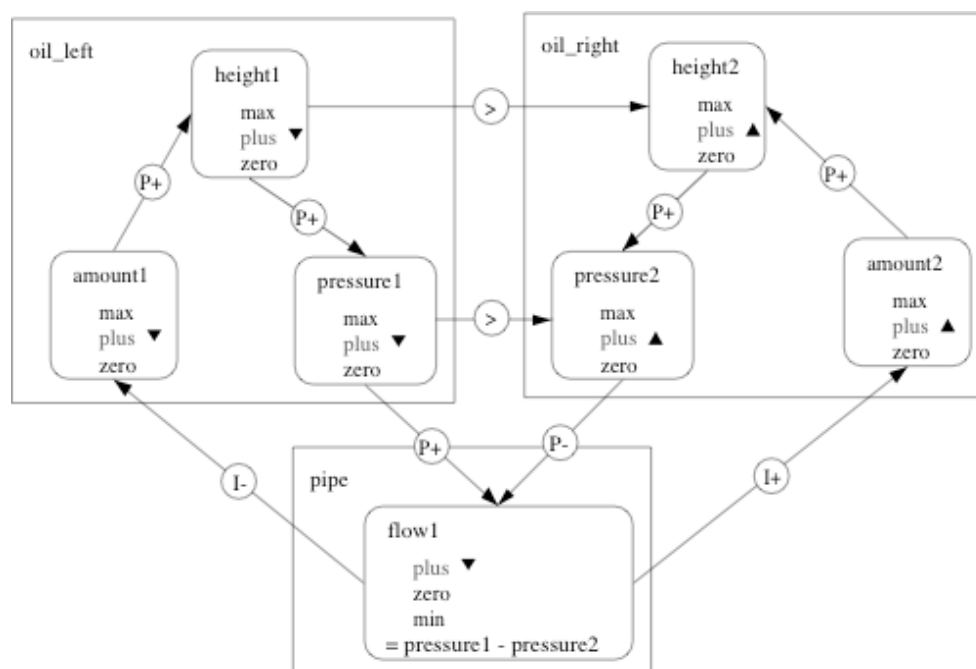 oil_left
height1
max
plus
zero
P+
P+
amount1
max
plus
zero
pressure1
max
plus
zero
>
>
oil_right
height2
max
plus
zero
P+
P+
pressure2
max
plus
zero
amount2
max
plus
zero
P+
P-
I-
I+
pipe
flow1
plus
zero
min
= pressure1 - pressure2